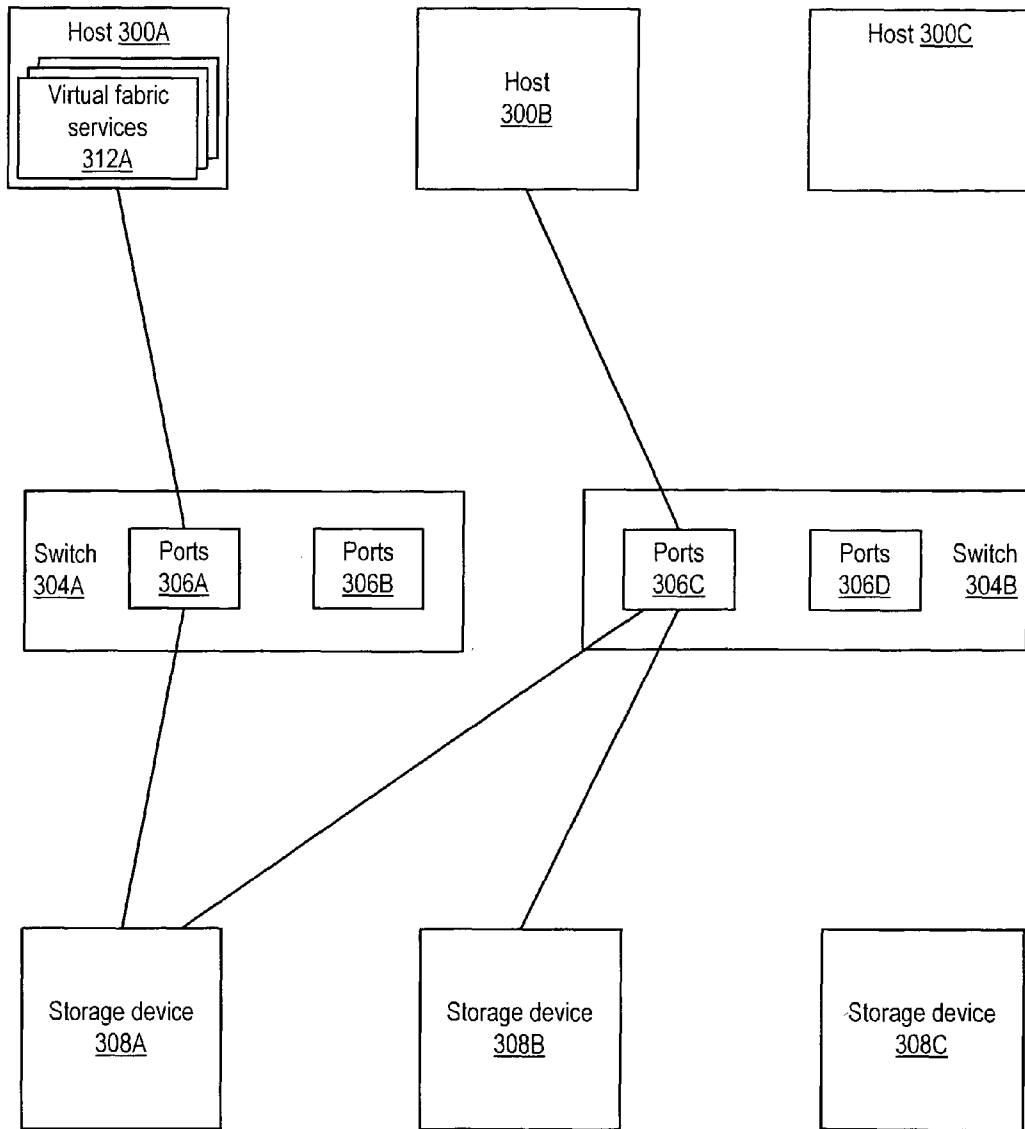 Host 300A
Virtual fabric
services
312A
Host
300B
Host 300C
Switch
304A
Ports
306A
Ports
306B
Ports
306C
Ports
306D
Switch
304B
Storage device
308A
Storage device
308B
Storage device
308C